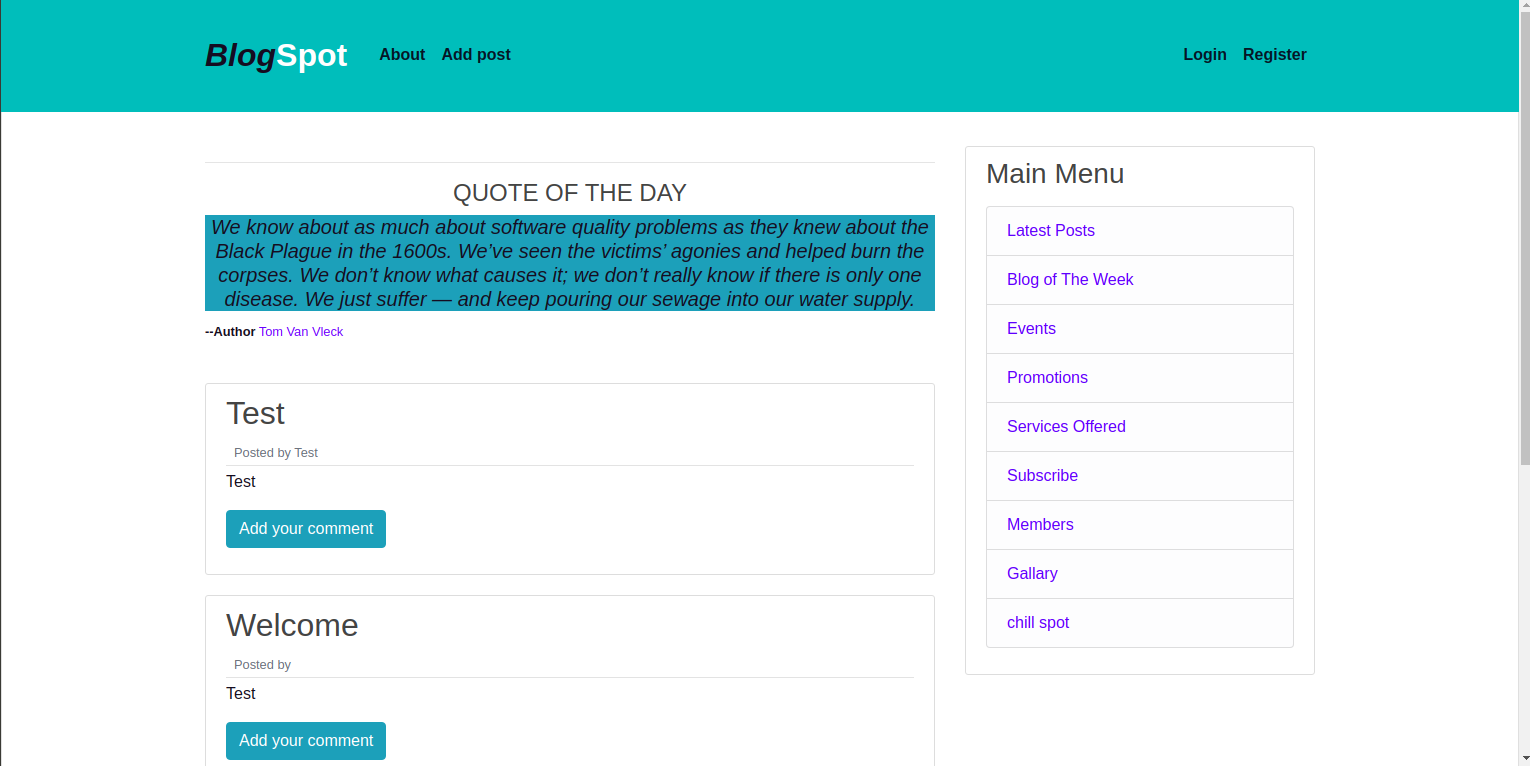 BlogSpot About Add post Login Register
QUOTE OF THE DAY
We know about as much about software quality problems as they knew about the
Black Plague in the 1600s. We’ve seen the victims’ agonies and helped burn the
corpses. We don’t know what causes it; we don’t really know if there is only one
disease. We just suffer — and keep pouring our sewage into our water supply.
--Author Tom Van Vleck
Test
Posted by Test
Test
Add your comment
Welcome
Posted by
Test
Add your comment
Main Menu
Latest Posts
Blog of The Week
Events
Promotions
Services Offered
Subscribe
Members
Gallary
chill spot